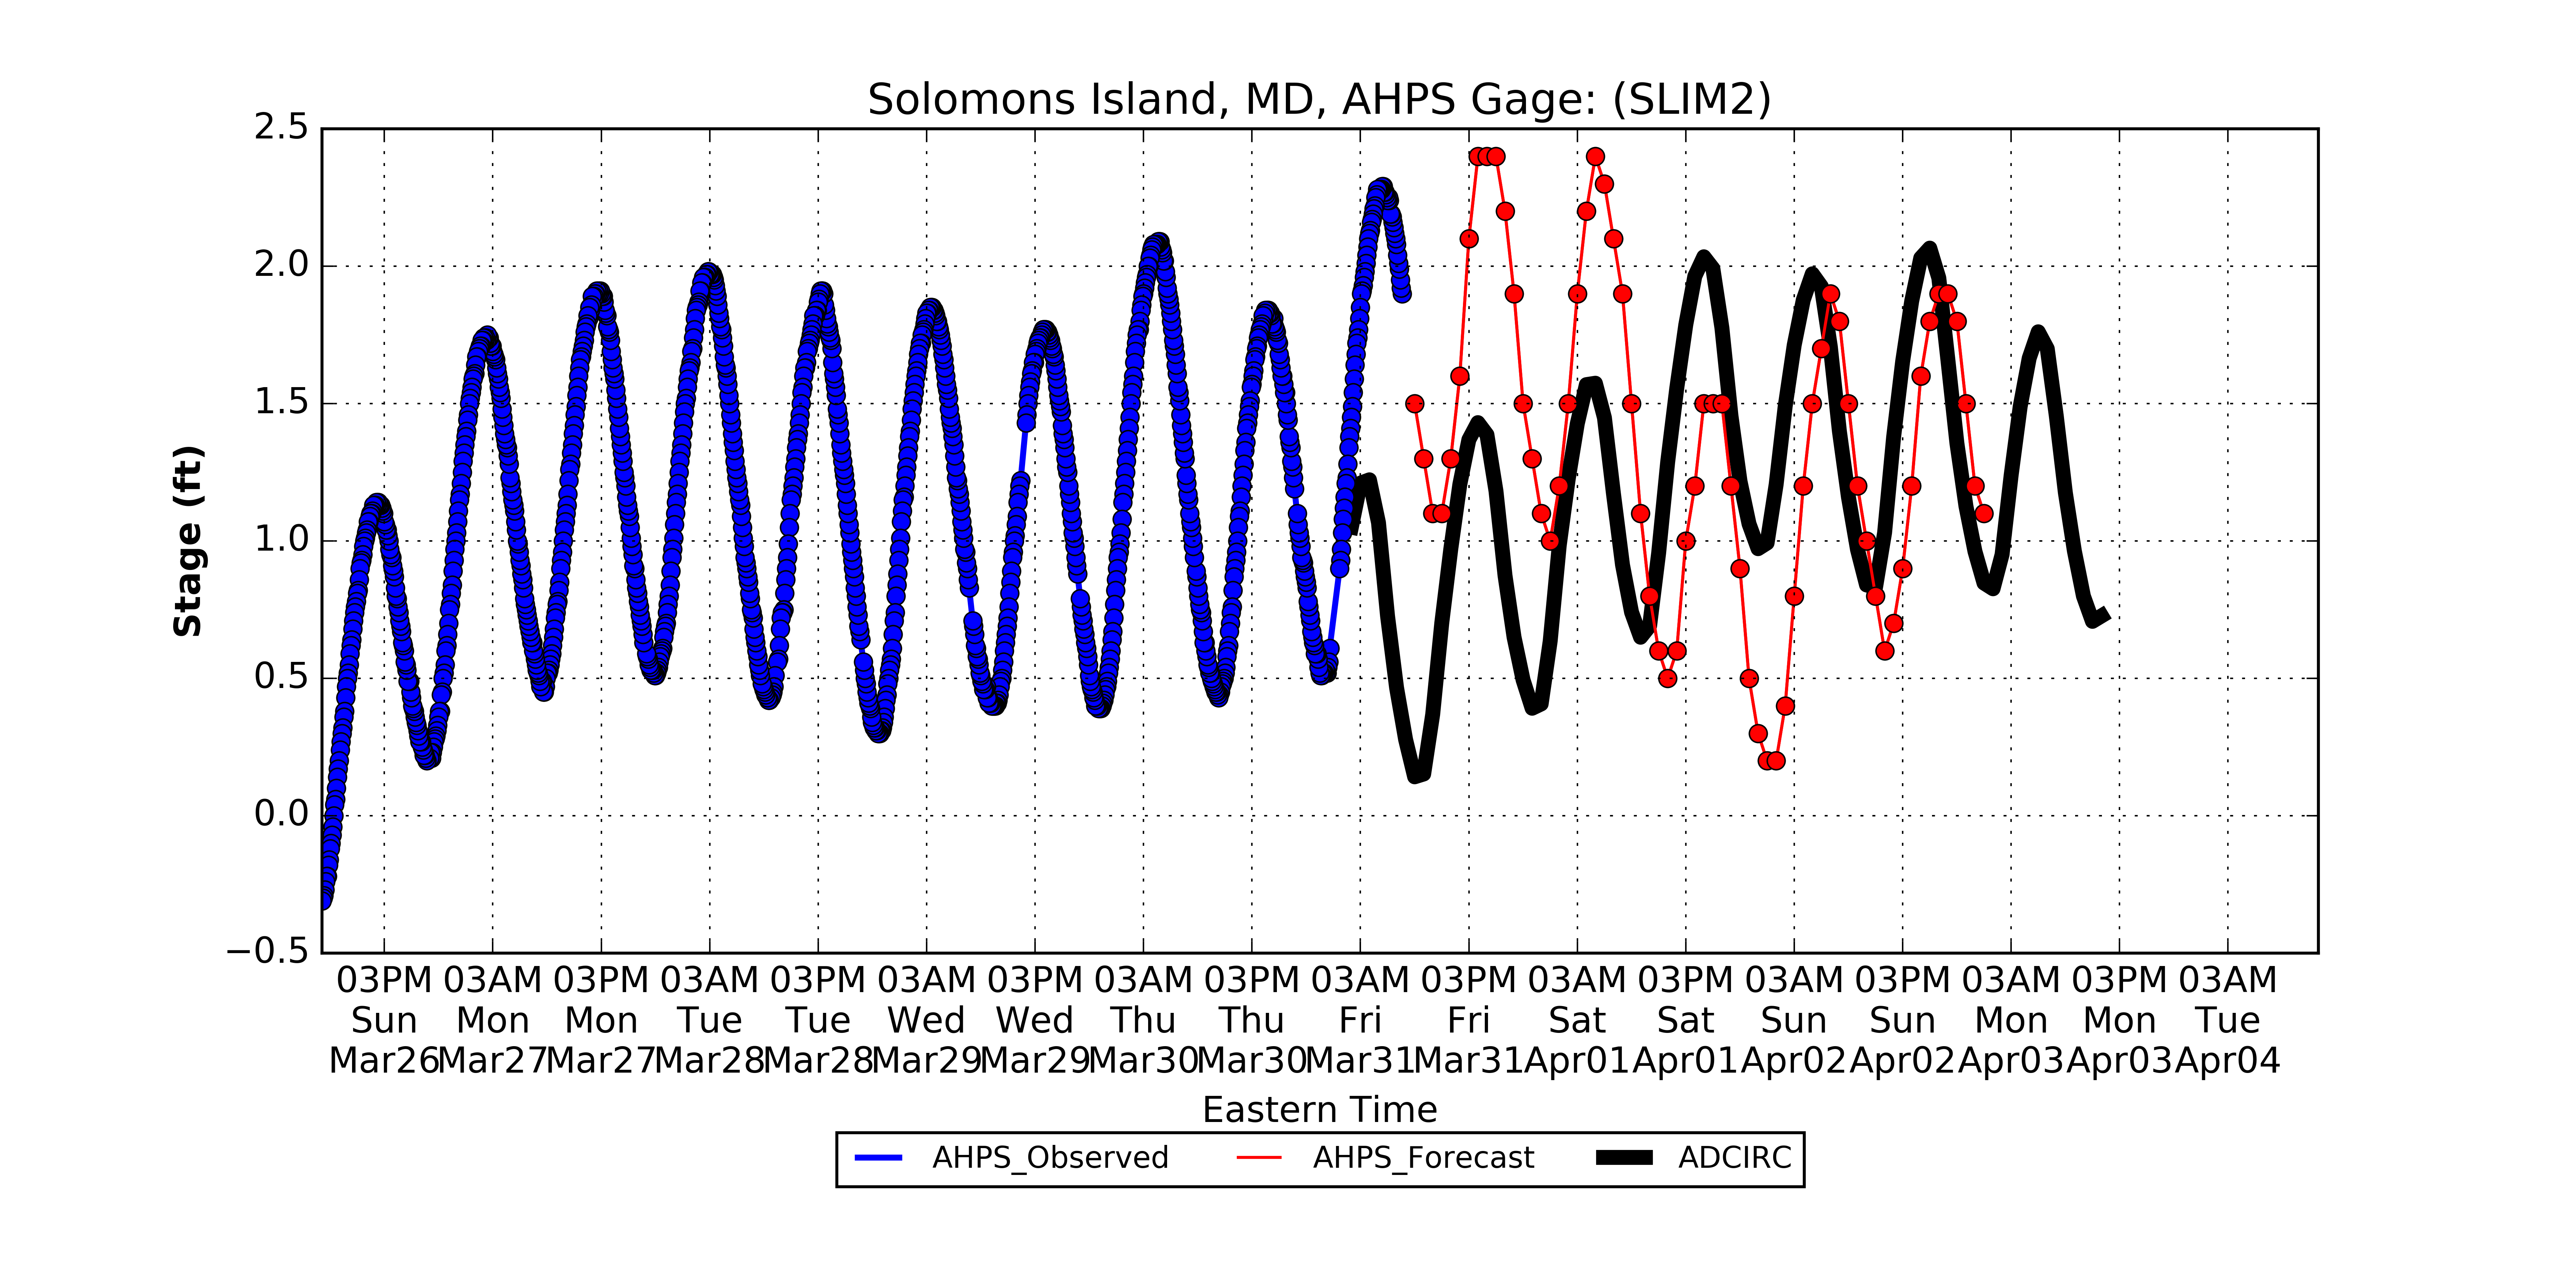 Solomons Island, MD, AHPS Gage: (SLIM2)
2.5
2.0
1.5
1.0
0.5
0.0
−0.5
Stage (ft)
03PM 03AM 03PM 03AM 03PM 03AM 03PM 03AM 03PM 03AM 03PM 03AM 03PM 03AM 03PM 03AM 03PM 03AM
Sun Mon Mon Tue Tue Wed Wed Thu Thu Fri Fri Sat Sat Sun Sun Mon Mon Tue
Mar26 Mar27 Mar27 Mar28 Mar28 Mar29 Mar29 Mar30 Mar30 Mar31 Mar31 Apr01 Apr01 Apr02 Apr02 Apr03 Apr03 Apr04
Eastern Time
AHPS_Observed AHPS_Forecast ADCIRC